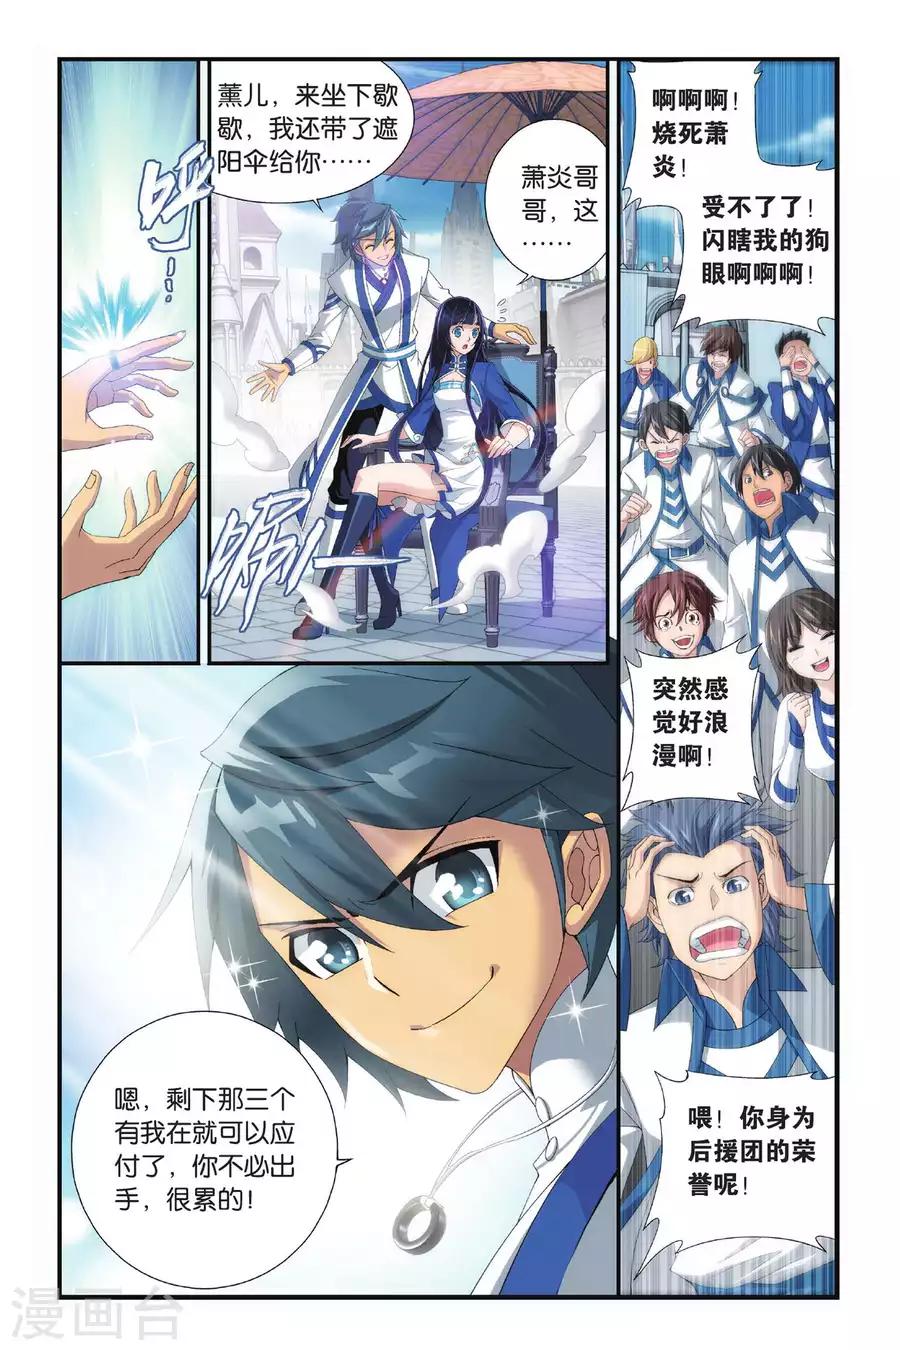 呼…
薰儿，来坐下歇
歇，我还带了遮
阳伞给你……
萧炎哥
哥，这
……
啊啊啊！
烧死萧
炎！
受不了了！
闪瞎我的狗
眼啊啊啊！
突然感
觉好浪
漫啊！
喂！你身为
后援团的荣
誉呢！
嗯，剩下那三个
有我在就可以应
付了，你不必出
手，很累的！
漫画台